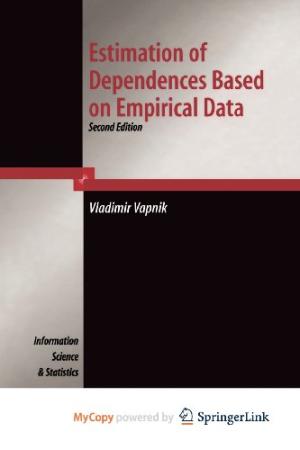 Estimation of
Dependences Based
on Empirical Data
Second Edition
Vladimir Vapnik
Information
Science
& Statistics
MyCopy powered by SpringerLink